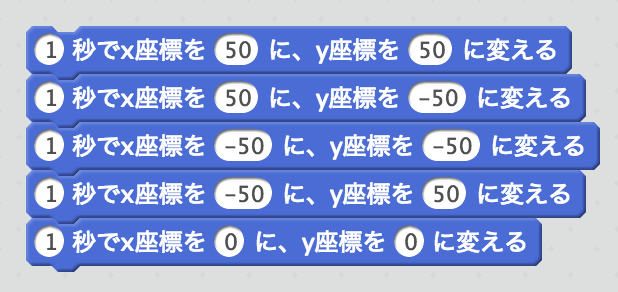 1 秒でx座標を 50 に、y座標を 50 に変える
1 秒でx座標を 50 に、y座標を -50 に変える
1 秒でx座標を -50 に、y座標を -50 に変える
1 秒でx座標を -50 に、y座標を 50 に変える
1 秒でx座標を 0 に、y座標を 0 に変える